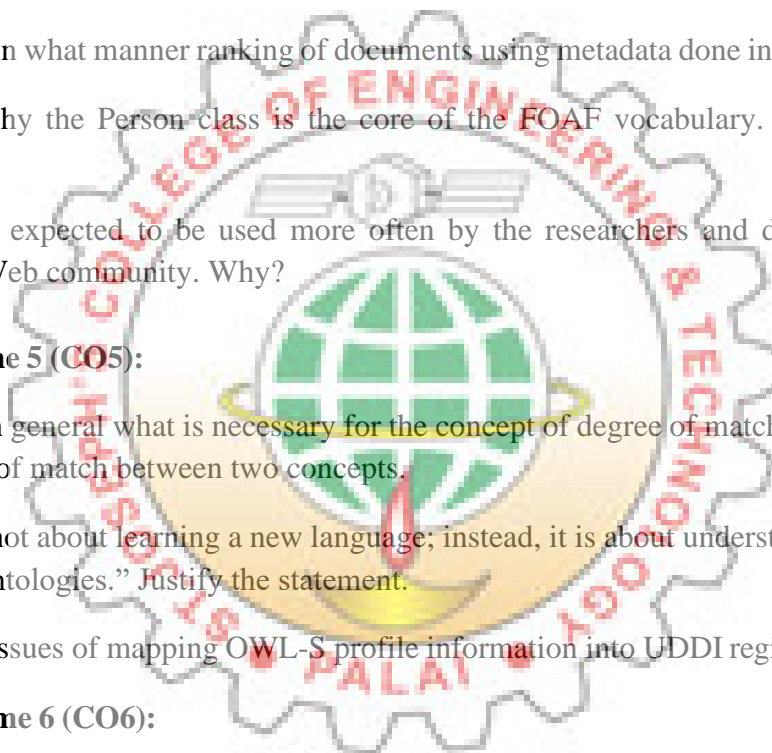 n what manner ranking of documents using metadata done in
hy the Person class is the core of the FOAF vocabulary.
expected to be used more often by the researchers and d
Veb community. Why?
ne 5 (CO5):
n general what is necessary for the concept of degree of match
of match between two concepts.
not about learning a new language; instead, it is about underst
ntologies.” Justify the statement.
ssues of mapping OWL-S profile information into UDDI regi
ne 6 (CO6):
ST.JOSEPH'S COLLEGE OF ENGINEERING & TECHNOLOGY
PALAI